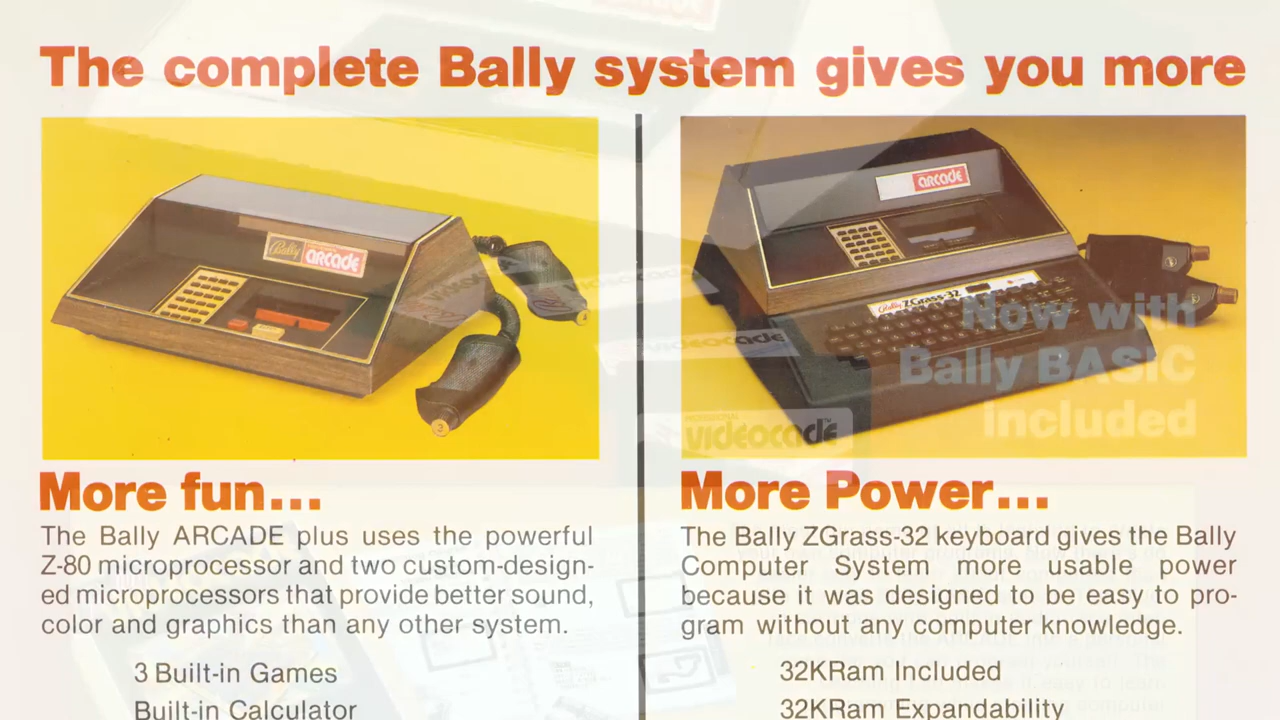 The complete Bally system gives you more
Bally ARCADE
ARCADE
Bally ZGrass-32
Now with
Bally BASIC
included
videocade
PROFESSIONAL
videocade™
2
More fun...
The Bally ARCADE plus uses the powerful
Z-80 microprocessor and two custom-design-
ed microprocessors that provide better sound,
color and graphics than any other system.
3 Built-in Games
Built-in Calculator
More Power...
The Bally ZGrass-32 keyboard gives the Bally
Computer System more usable power
because it was designed to be easy to pro-
gram without any computer knowledge.
32KRam Included
32KRam Expandability